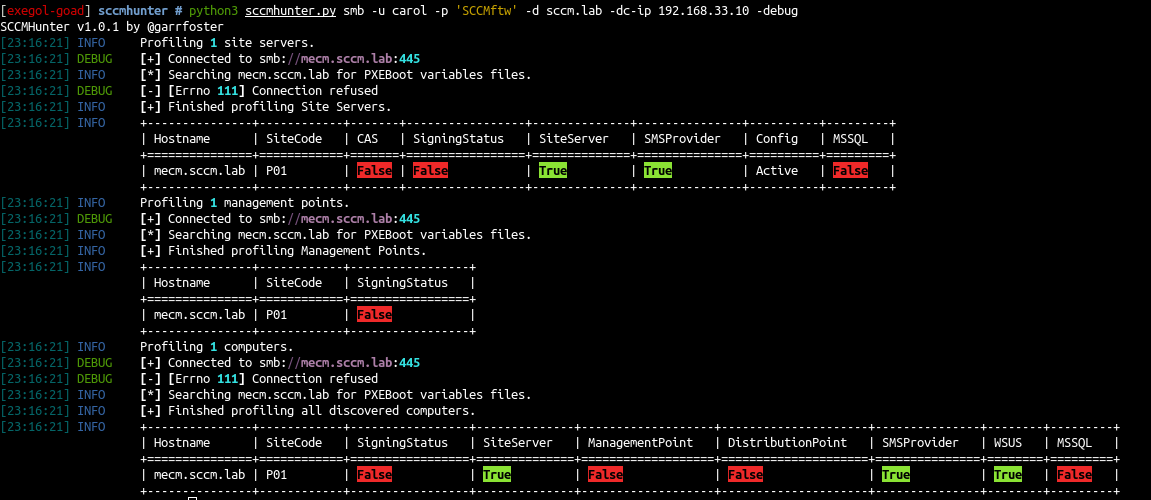 [exegol-goad] sccmhunter # python3 sccmhunter.py smb -u carol -p 'SCCMftw' -d sccm.lab -dc-ip 192.168.33.10 -debug
SCCMHunter v1.0.1 by @garrfoster
[23:16:21] INFO     Profiling 1 site servers.
[23:16:21] DEBUG    [+] Connected to smb://mecm.sccm.lab:445
[23:16:21] INFO     [*] Searching mecm.sccm.lab for PXEBoot variables files.
[23:16:21] DEBUG    [-] [Errno 111] Connection refused
[23:16:21] INFO     [+] Finished profiling Site Servers.
[23:16:21] INFO     +---------------+------------+-------+-----------------+--------------+---------------+----------+---------+
                    | Hostname      | SiteCode   | CAS   | SigningStatus   | SiteServer   | SMSProvider   | Config   | MSSQL   |
                    +===============+============+=======+=================+==============+===============+==========+=========+
                    | mecm.sccm.lab | P01        | False | False           | True         | True          | Active   | False   |
                    +---------------+------------+-------+-----------------+--------------+---------------+----------+---------+
[23:16:21] INFO     Profiling 1 management points.
[23:16:21] DEBUG    [+] Connected to smb://mecm.sccm.lab:445
[23:16:21] INFO     [*] Searching mecm.sccm.lab for PXEBoot variables files.
[23:16:21] INFO     [+] Finished profiling Management Points.
[23:16:21] INFO     +---------------+------------+-----------------+
                    | Hostname      | SiteCode   | SigningStatus   |
                    +===============+============+=================+
                    | mecm.sccm.lab | P01        | False           |
                    +---------------+------------+-----------------+
[23:16:21] INFO     Profiling 1 computers.
[23:16:21] DEBUG    [+] Connected to smb://mecm.sccm.lab:445
[23:16:21] DEBUG    [-] [Errno 111] Connection refused
[23:16:21] INFO     [*] Searching mecm.sccm.lab for PXEBoot variables files.
[23:16:21] INFO     [+] Finished profiling all discovered computers.
[23:16:21] INFO     +---------------+------------+-----------------+--------------+-------------------+---------------------+---------------+--------+---------+
                    | Hostname      | SiteCode   | SigningStatus   | SiteServer   | ManagementPoint   | DistributionPoint   | SMSProvider   | WSUS   | MSSQL   |
                    +===============+============+=================+==============+===================+=====================+===============+========+=========+
                    | mecm.sccm.lab | P01        | False           | True         | False             | False               | True          | True   | False   |
                    +---------------+------------+-----------------+--------------+-------------------+---------------------+---------------+--------+---------+